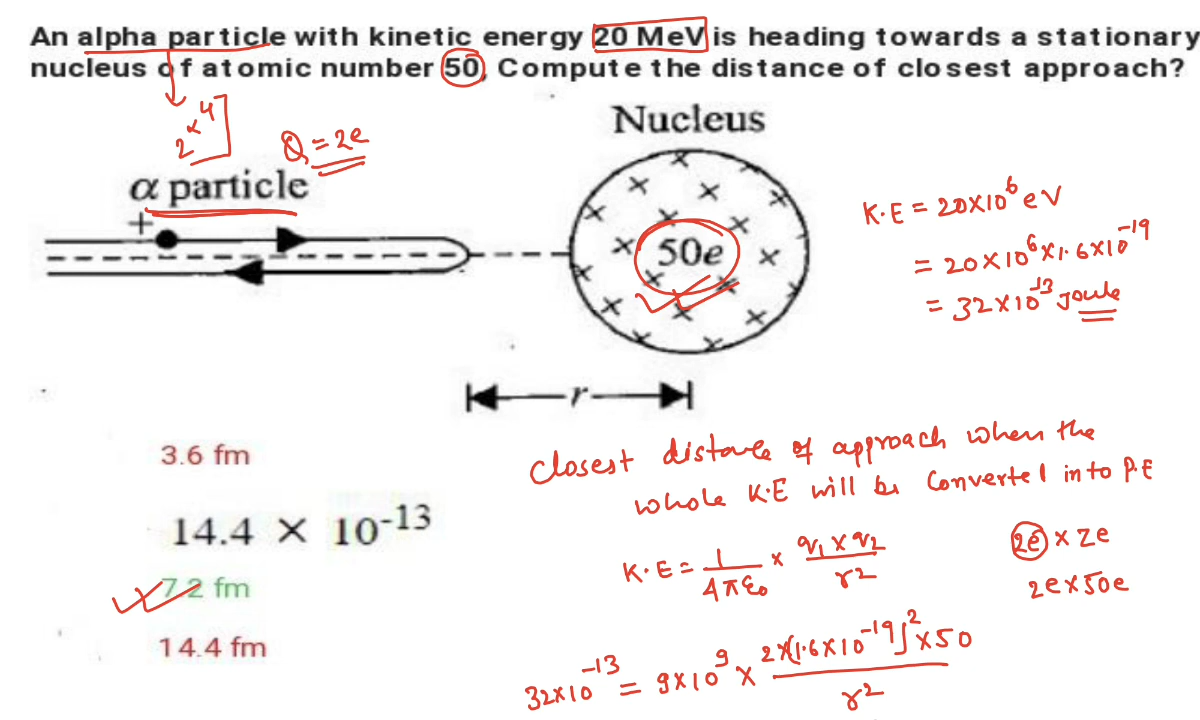 An alpha particle with kinetic energy 20 MeV is heading towards a stationary
nucleus of atomic number 50. Compute the distance of closest approach?
2 x 4
Q = 2e
Nucleus
α particle
+
50e
K.E = 20×10⁶ eV
= 20×10⁶×1.6×10⁻¹⁹
= 32×10⁻¹³ Joule
r
3.6 fm
14.4 × 10⁻¹³
7.2 fm
14.4 fm
closest distance of approach when the
whole K.E will be converted into P.E
K.E = 1/4πε₀ × q₁×q₂/r²
2e × Ze
2e×50e
32×10⁻¹³ = 9×10⁹ × 2×(1.6×10⁻¹⁹)²×50/r²